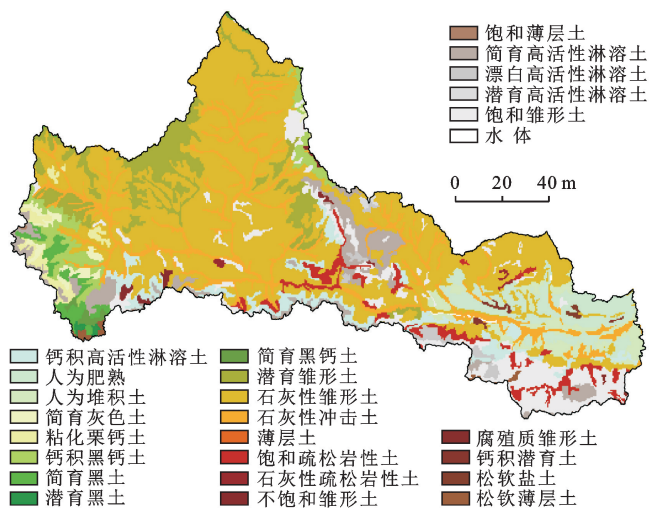 饱和薄层土
简育高活性淋溶土
漂白高活性淋溶土
潜育高活性淋溶土
饱和雏形土
水 体
0 20 40 m
钙积高活性淋溶土
人为肥熟
人为堆积土
简育灰色土
粘化栗钙土
钙积黑钙土
简育黑土
潜育黑土
简育黑钙土
潜育雏形土
石灰性雏形土
石灰性冲击土
薄层土
饱和疏松岩性土
石灰性疏松岩性土
不饱和雏形土
腐殖质雏形土
钙积潜育土
松软盐土
松软薄层土